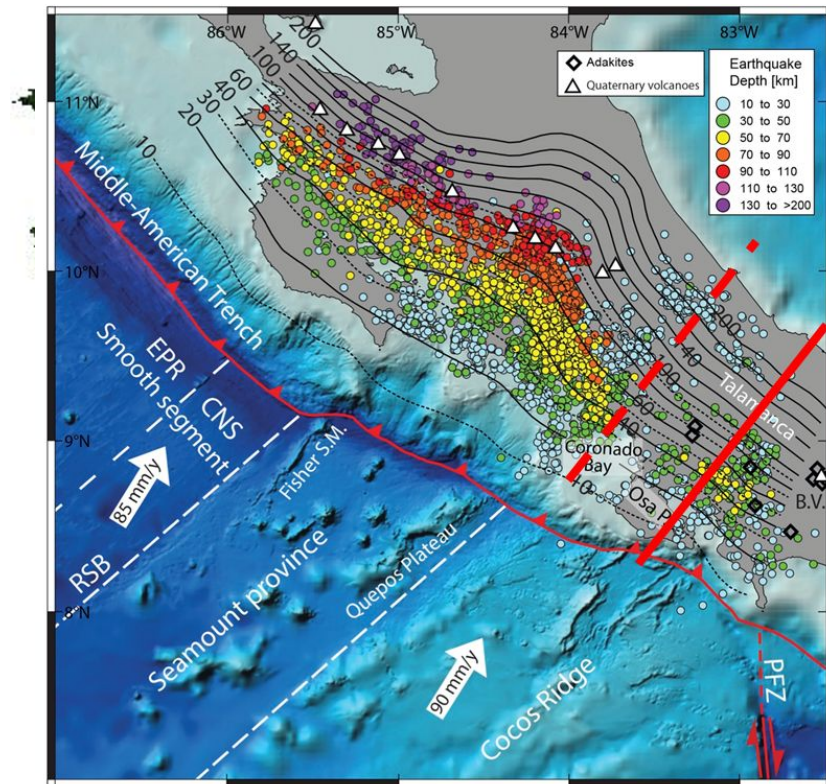 86°W
85°W
84°W
83°W
11°N
10°N
9°N
8°N
Adakites
Quaternary volcanoes
Earthquake
Depth [km]
10 to 30
30 to 50
50 to 70
70 to 90
90 to 110
110 to 130
130 to >200
200
140
100
60
40
30
20
10
Middle-American Trench
EPR
CNS
Smooth segment
85 mm/y
RSB
Fisher S.M.
Seamount province
Quepos Plateau
90 mm/y
Cocos Ridge
Coronado
Bay
Osa P.
Talamanca
200
60
B.V.
PFZ